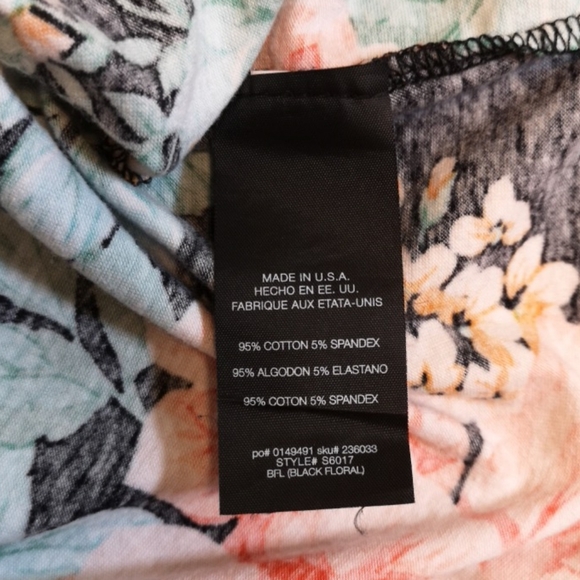 MADE IN U.S.A.
HECHO EN EE. UU.
FABRIQUE AUX ETATA-UNIS
95% COTTON 5% SPANDEX
95% ALGODON 5% ELASTANO
95% COTON 5% SPANDEX
po# 0149491 sku# 236033
STYLE# S6017
BFL (BLACK FLORAL)